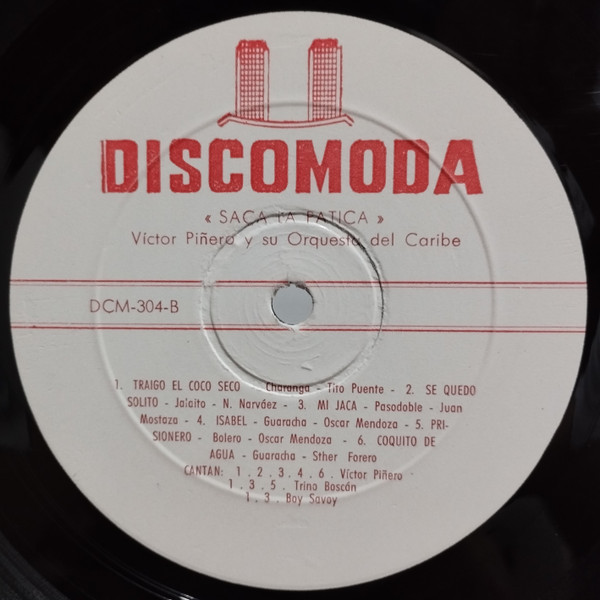 DISCOMODA
« SACA LA PATICA »
Víctor Piñero y su Orquesta del Caribe
DCM-304-B
1. TRAIGO EL COCO SECO Charanga - Tito Puente - 2. SE QUEDO
SOLITO - Jalaito - N. Narváez - 3. MI JACA - Pasodoble - Juan
Mostaza - 4. ISABEL - Guaracha - Oscar Mendoza - 5. PRI-
SIONERO - Bolero - Oscar Mendoza - 6. COQUITO DE
AGUA - Guaracha - Sther Forero
CANTAN: 1 . 2 . 3 . 4 . 6 . Víctor Piñero
1 . 3 . 5 . Trino Boscán
1 . 3 . Boy Savoy